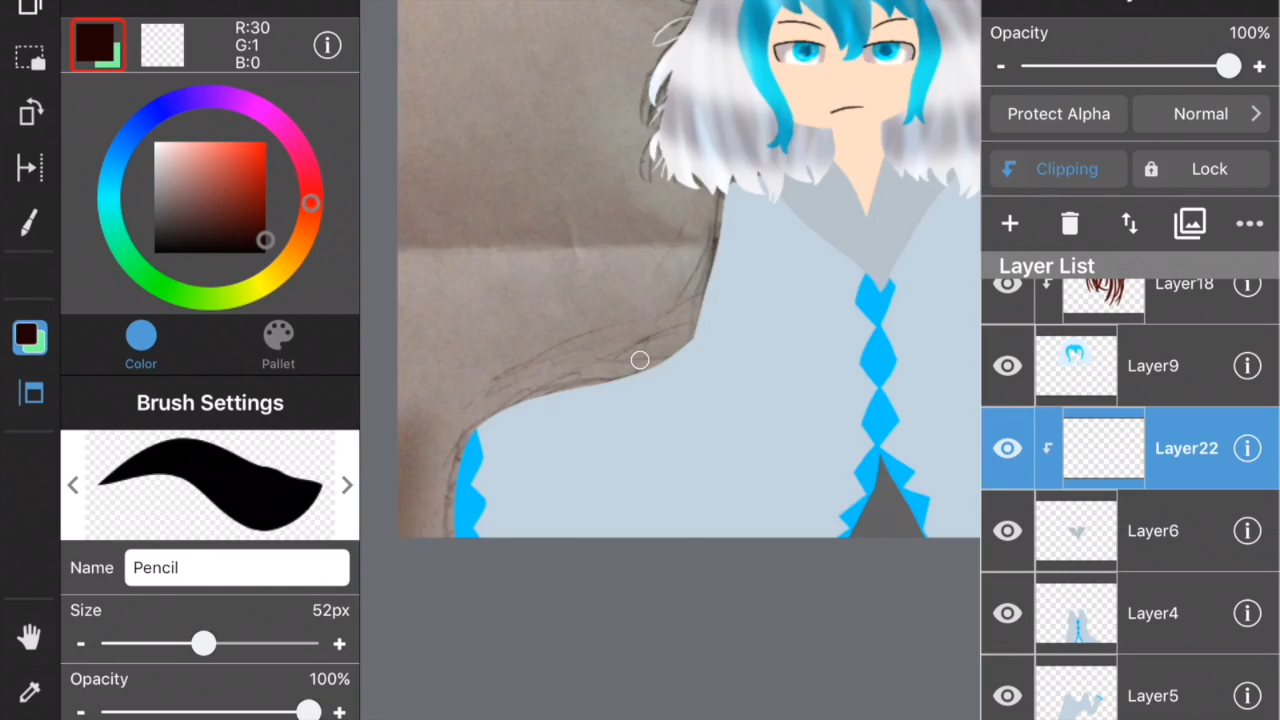 R:30
G:1
B:0
Color
Pallet
Brush Settings
Name
Pencil
Size
52px
-
+
Opacity
100%
-
+
Opacity
100%
-
+
Protect Alpha
Normal
Clipping
Lock
Layer List
Layer18
Layer9
Layer22
Layer6
Layer4
Layer5